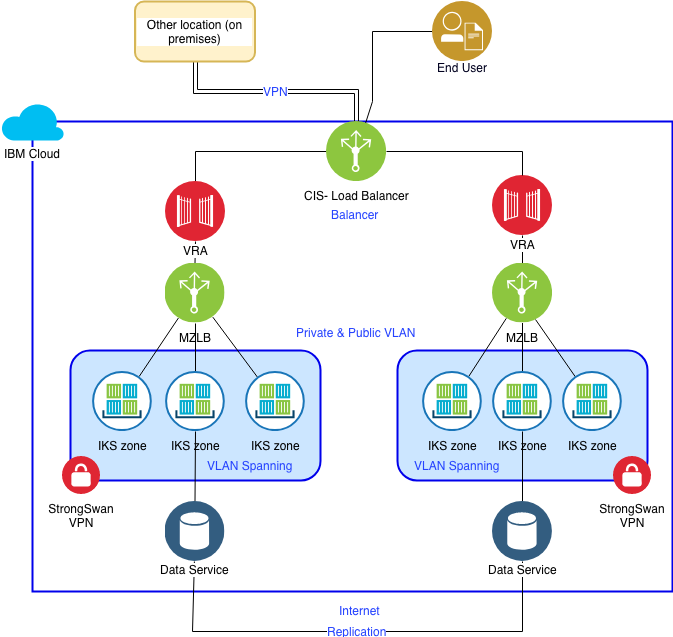 Other location (on
premises)
End User
VPN
IBM Cloud
CIS- Load Balancer
Balancer
VRA
VRA
MZLB
Private & Public VLAN
MZLB
IKS zone
IKS zone
IKS zone
IKS zone
IKS zone
IKS zone
VLAN Spanning
VLAN Spanning
StrongSwan
VPN
StrongSwan
VPN
Data Service
Data Service
Internet
Replication